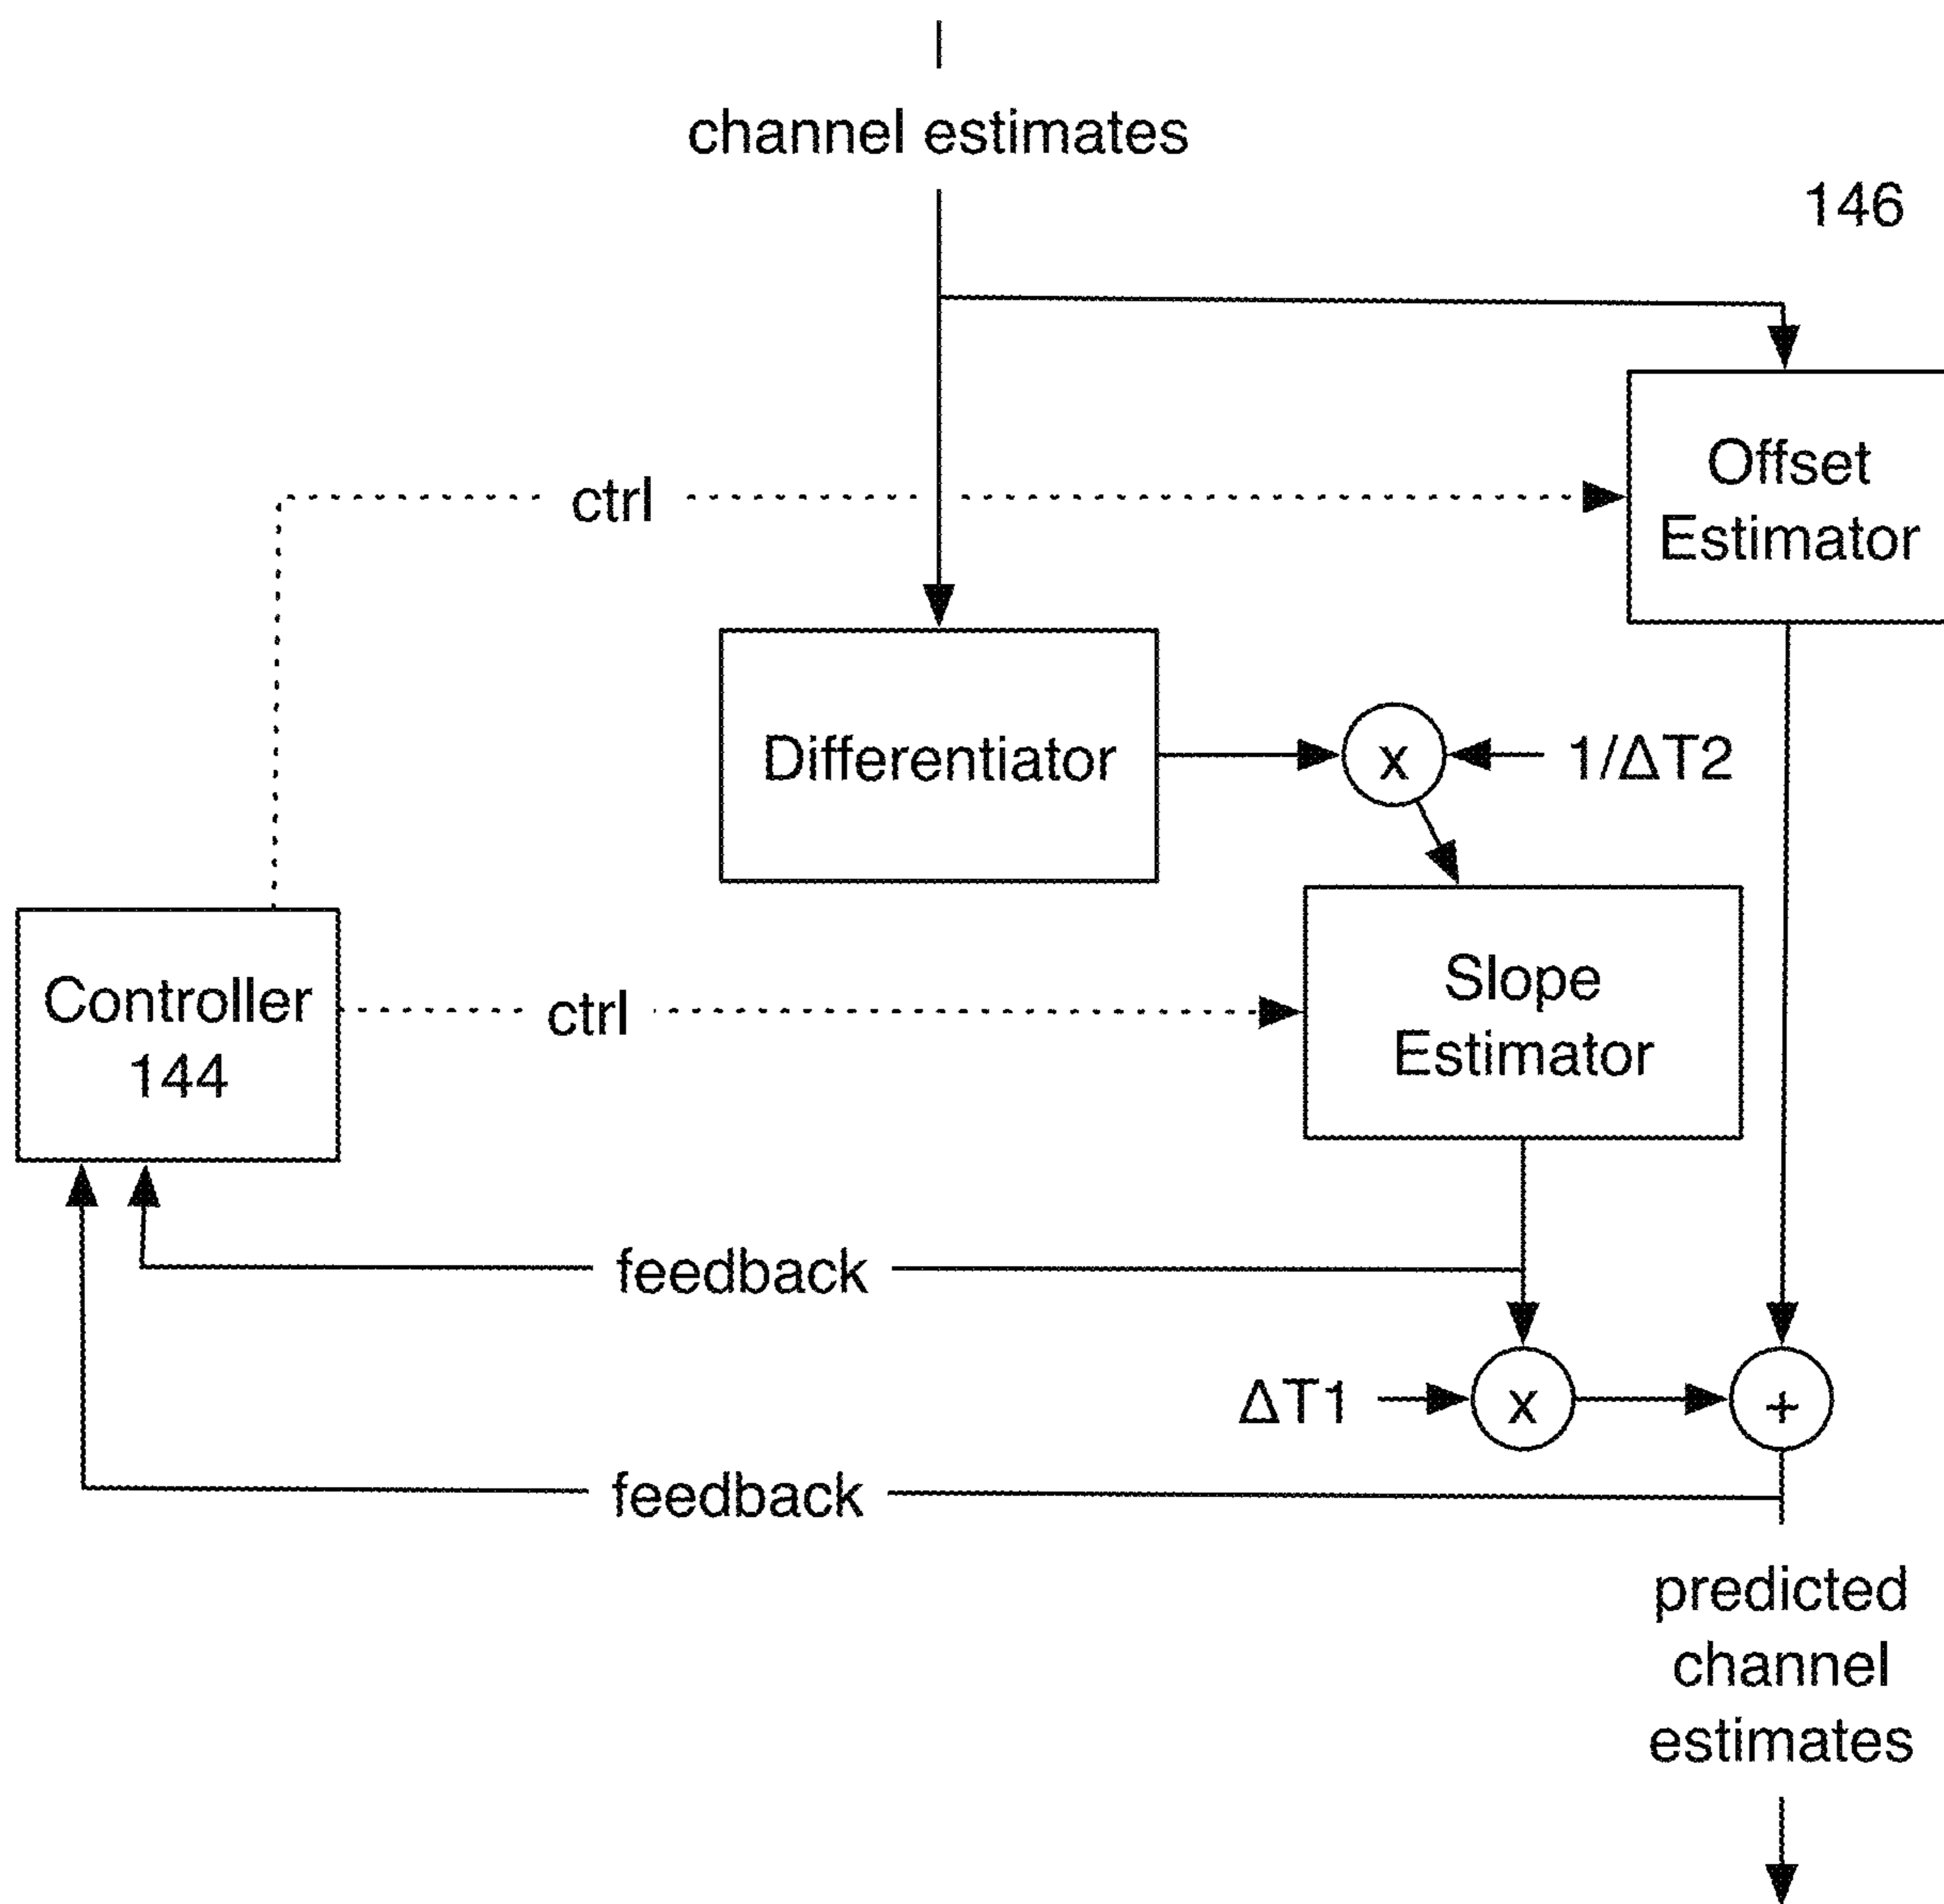 channel estimates
146
Offset
Estimator
ctrl
Differentiator
x
1/ΔT2
Slope
Estimator
Controller
144
ctrl
feedback
ΔT1
x
+
feedback
predicted
channel
estimates